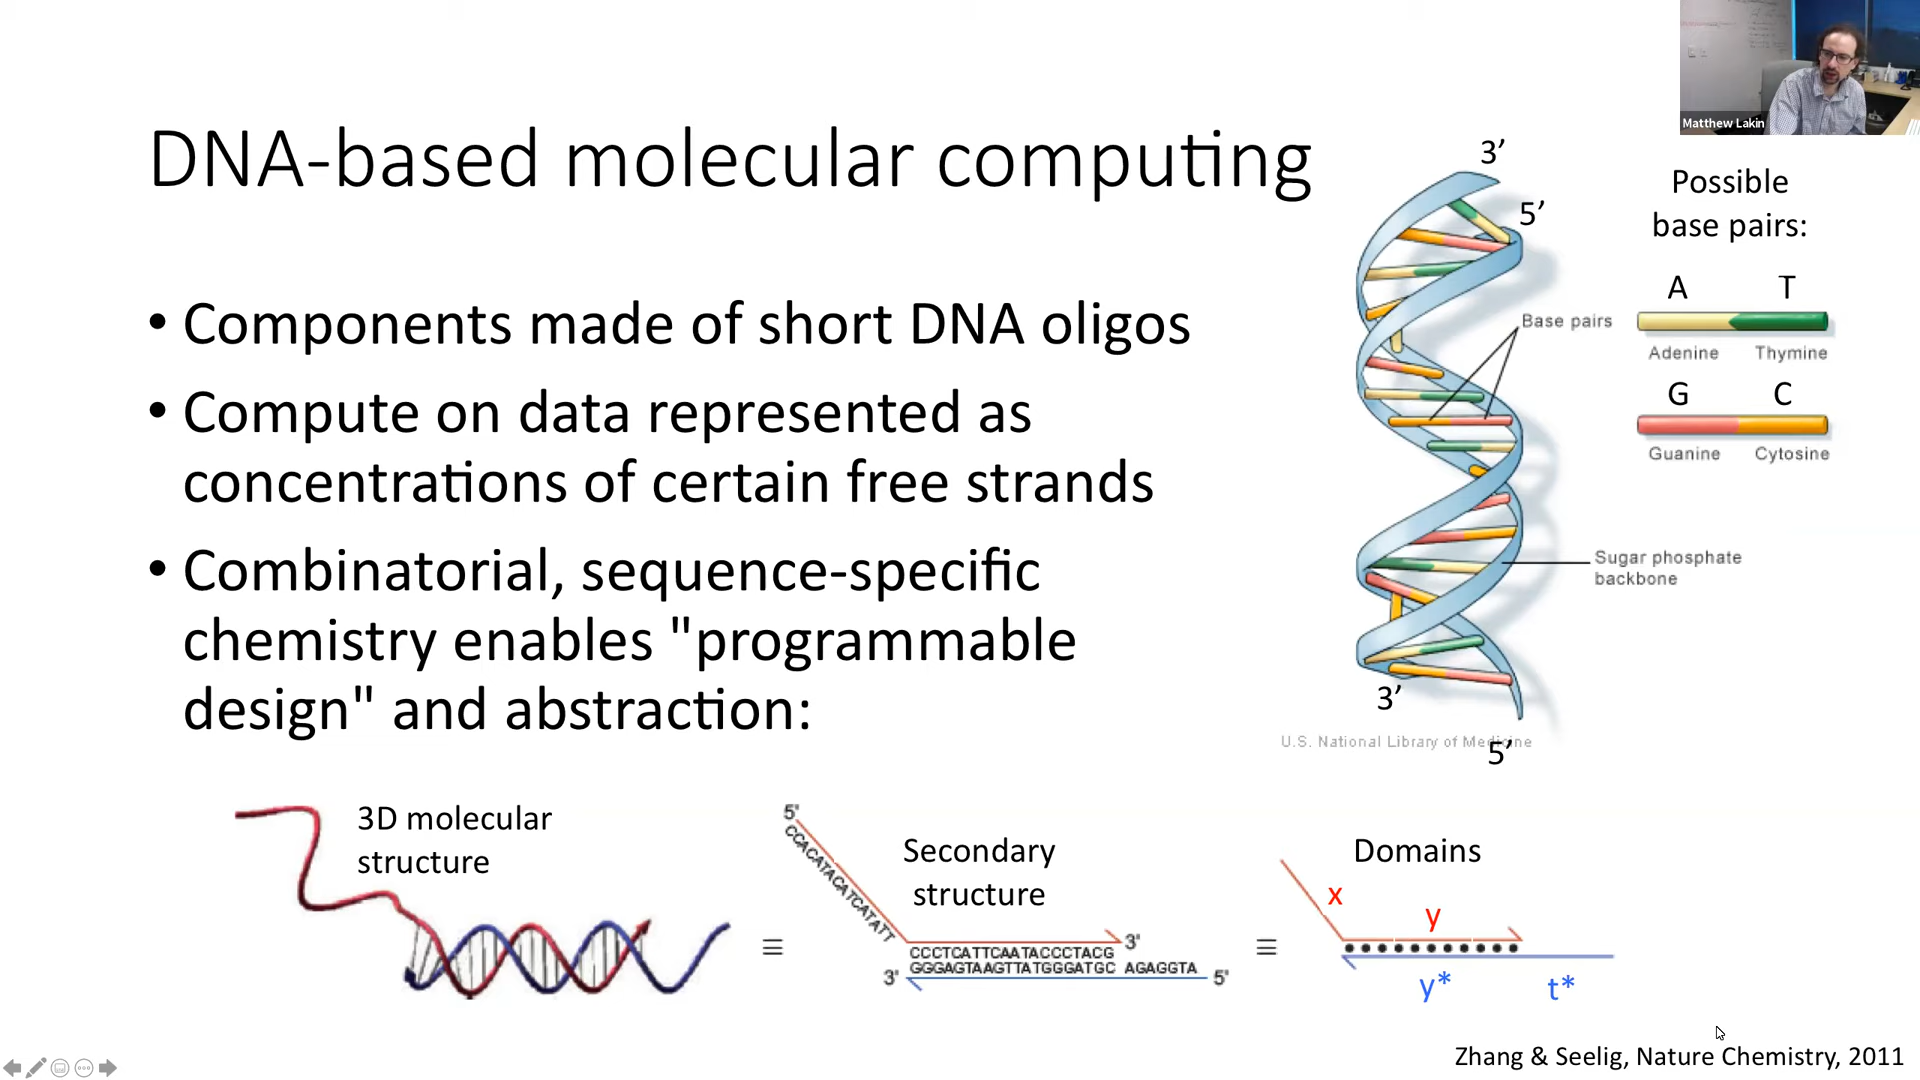 Matthew Lakin
DNA-based molecular computing
3’
5’
Possible
base pairs:
A T
Adenine Thymine
G C
Guanine Cytosine
Base pairs
Sugar phosphate
backbone
3’
U.S. National Library of Medicine
5’
• Components made of short DNA oligos
• Compute on data represented as
concentrations of certain free strands
• Combinatorial, sequence-specific
chemistry enables "programmable
design" and abstraction:
3D molecular
structure
≡
5'
CCACATACATCATATT
Secondary
structure
CCCTCATTCAATACCCTACG
3'
3'
GGGAGTAAGTTATGGGATGC AGAGGTA
5'
≡
Domains
x
y
y* t*
Zhang & Seelig, Nature Chemistry, 2011